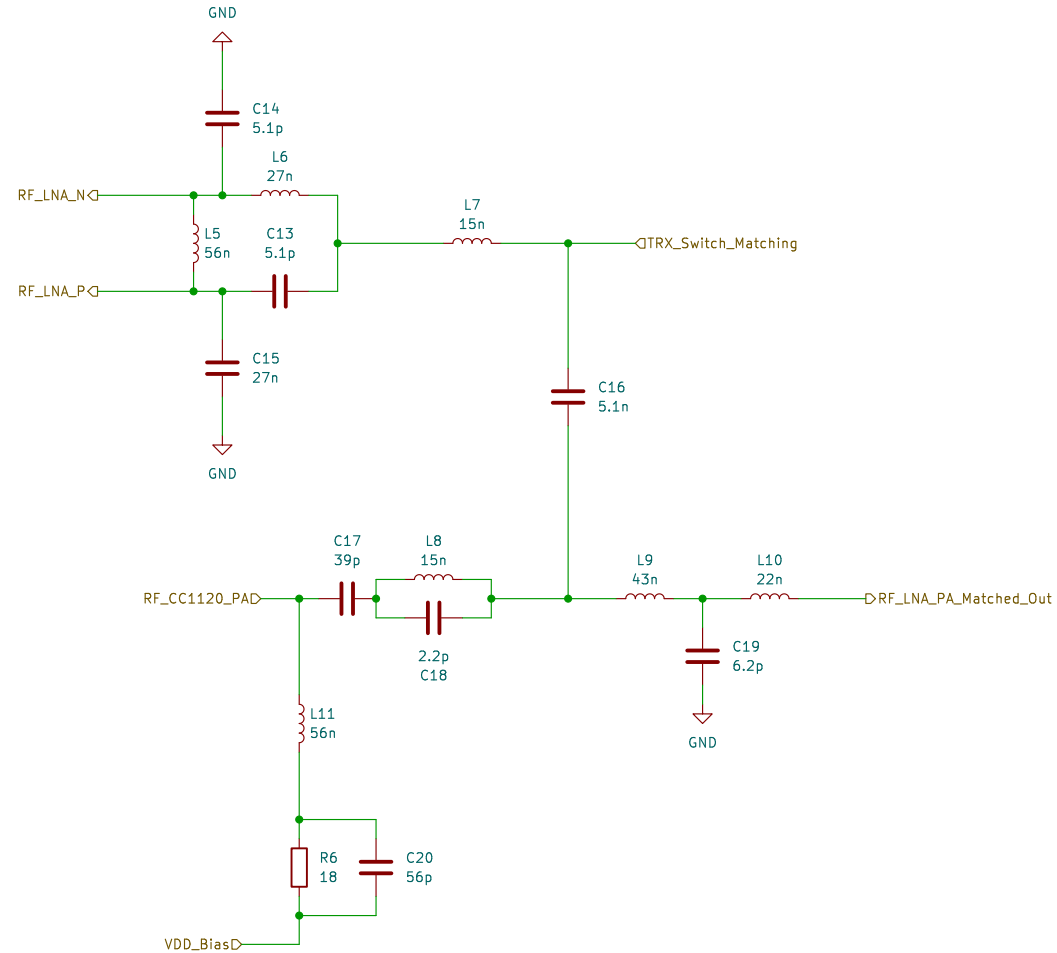 GND
C14
5.1p
L6
27n
RF_LNA_N
L7
15n
L5
56n
C13
5.1p
TRX_Switch_Matching
RF_LNA_P
C15
27n
C16
5.1n
GND
C17
39p
L8
15n
L9
43n
L10
22n
RF_CC1120_PA
RF_LNA_PA_Matched_Out
2.2p
C18
C19
6.2p
L11
56n
GND
R6
18
C20
56p
VDD_Bias